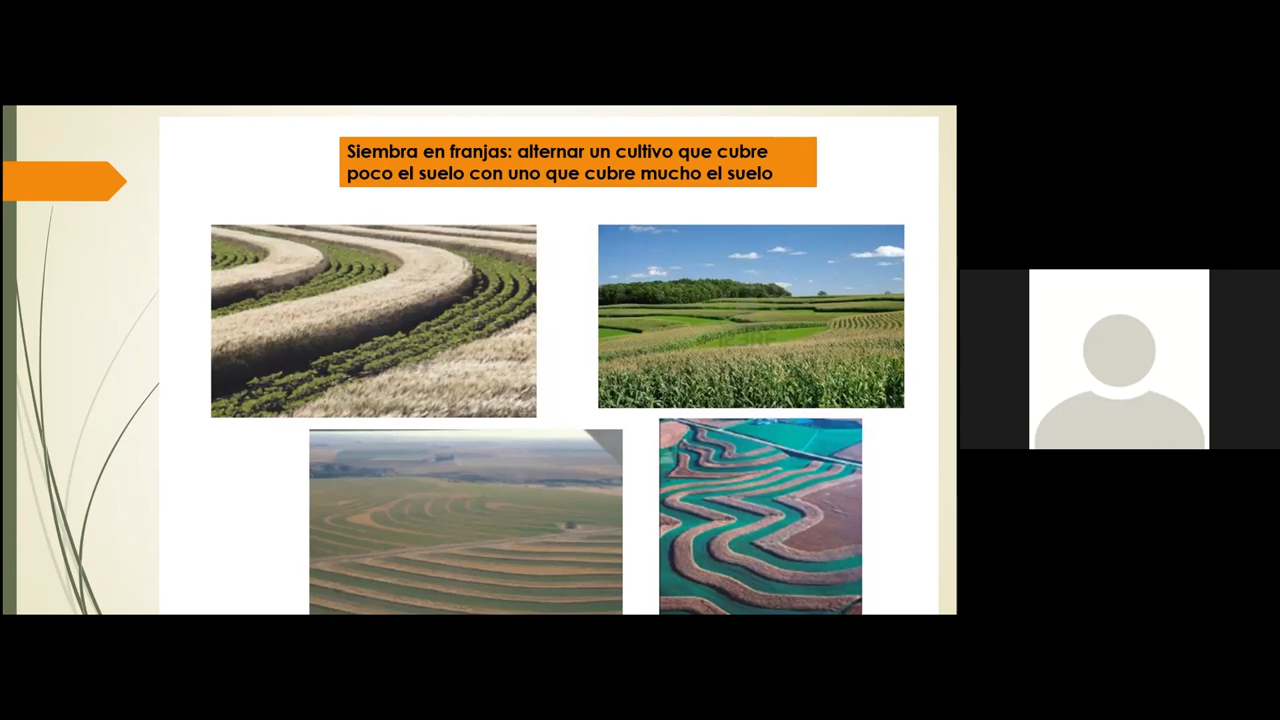 Siembra en franjas: alternar un cultivo que cubre
poco el suelo con uno que cubre mucho el suelo